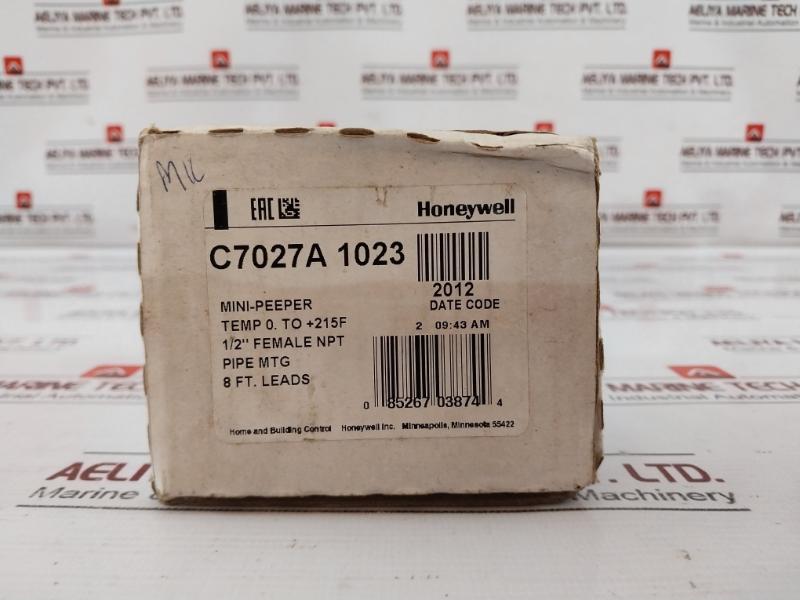 AELIYA MARINE TECH PVT. LTD.
Marine & Industrial Automation & Machinery
MK
EAC
Honeywell
C7027A 1023
2012
DATE CODE
MINI-PEEPER
TEMP 0. TO +215F
2 09:43 AM
1/2" FEMALE NPT
PIPE MTG
8 FT. LEADS
0 85267 03874 4
Home and Building Control Honeywell Inc. Minneapolis, Minnesota 55422